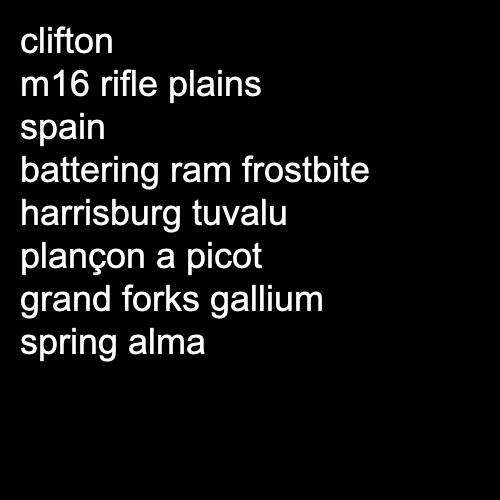 clifton
m16 rifle plains
spain
battering ram frostbite
harrisburg tuvalu
plançon a picot
grand forks gallium
spring alma